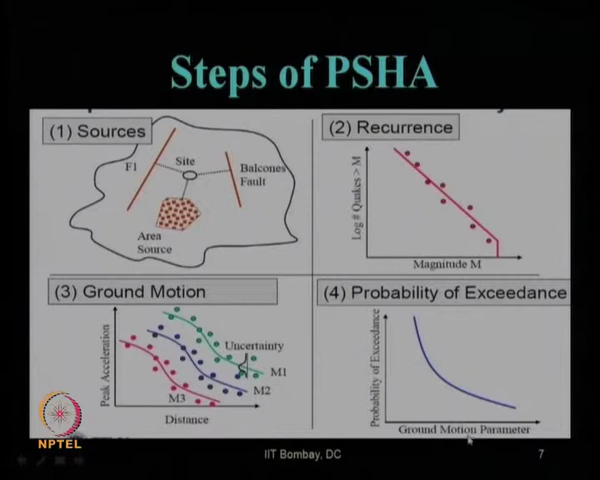 Steps of PSHA
(1) Sources
F1
Site
Balcones
Fault
Area
Source
(2) Recurrence
Log # Quakes > M
Magnitude M
(3) Ground Motion
Peak Acceleration
Uncertainty
M1
M2
M3
Distance
(4) Probability of Exceedance
Probability of Exceedance
Ground Motion Parameter
NPTEL
IIT Bombay, DC
7